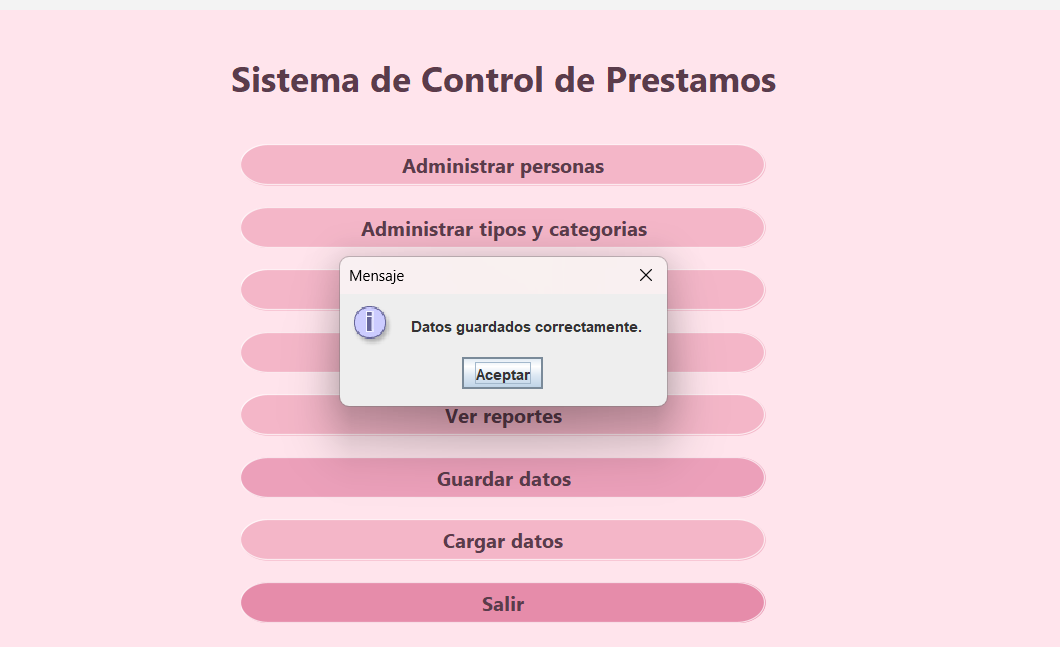 Sistema de Control de Prestamos
Administrar personas
Administrar tipos y categorias
Mensaje
Datos guardados correctamente.
Aceptar
Ver reportes
Guardar datos
Cargar datos
Salir